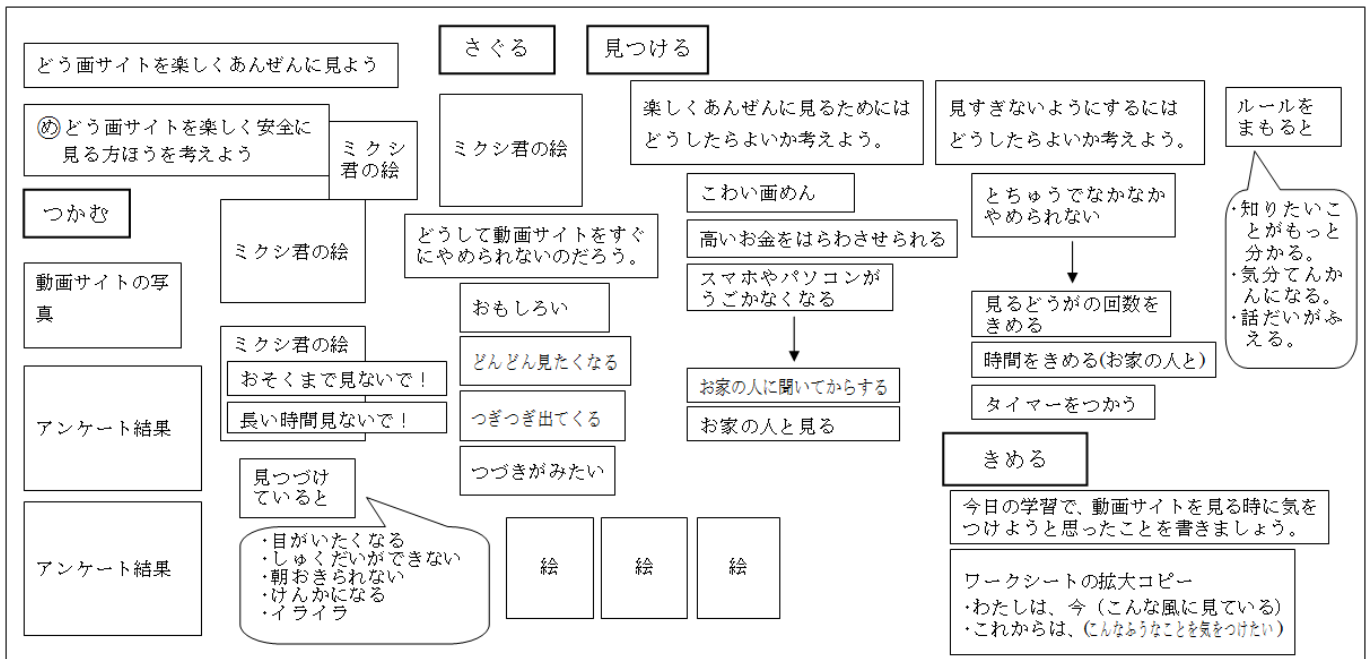 どう画サイトを楽しくあんぜんに見よう
㋱どう画サイトを楽しく安全に
見る方ほうを考えよう
ミクシ
君の絵
つかむ
動画サイトの写
真
アンケート結果
アンケート結果
ミクシ君の絵
ミクシ君の絵
おそくまで見ないで！
長い時間見ないで！
見つづけ
ていると
・目がいたくなる
・しゅくだいができない
・朝おきられない
・けんかになる
・イライラ
さぐる
ミクシ君の絵
どうして動画サイトをすぐ
にやめられないのだろう。
おもしろい
どんどん見たくなる
つぎつぎ出てくる
つづきがみたい
絵
絵
絵
見つける
楽しくあんぜんに見るためには
どうしたらよいか考えよう。
こわい画めん
高いお金をはらわさせられる
スマホやパソコンが
うごかなくなる
お家の人に聞いてからする
お家の人と見る
見すぎないようにするには
どうしたらよいか考えよう。
とちゅうでなかなか
やめられない
見るどうがの回数を
きめる
時間をきめる(お家の人と)
タイマーをつかう
ルールを
まもると
・知りたいこ
とがもっと
分かる。
・気分てんか
んになる。
・話だいがふ
える。
きめる
今日の学習で、動画サイトを見る時に気を
つけようと思ったことを書きましょう。
ワークシートの拡大コピー
・わたしは、今（こんな風に見ている）
・これからは、(こんなふうなことを気をつけたい)